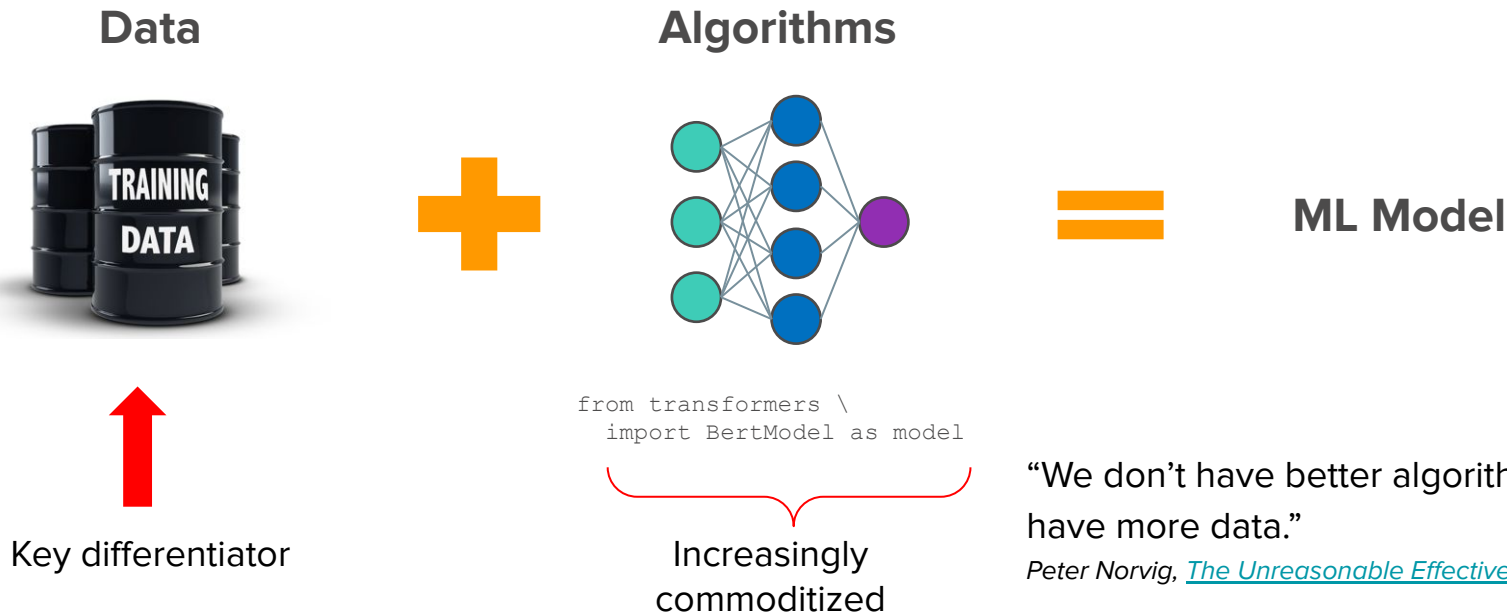 Data
Algorithms
TRAINING
DATA
ML Model
from transformers \
import BertModel as model
Key differentiator
Increasingly
commoditized
“We don’t have better algorith
have more data.”
Peter Norvig, The Unreasonable Effective